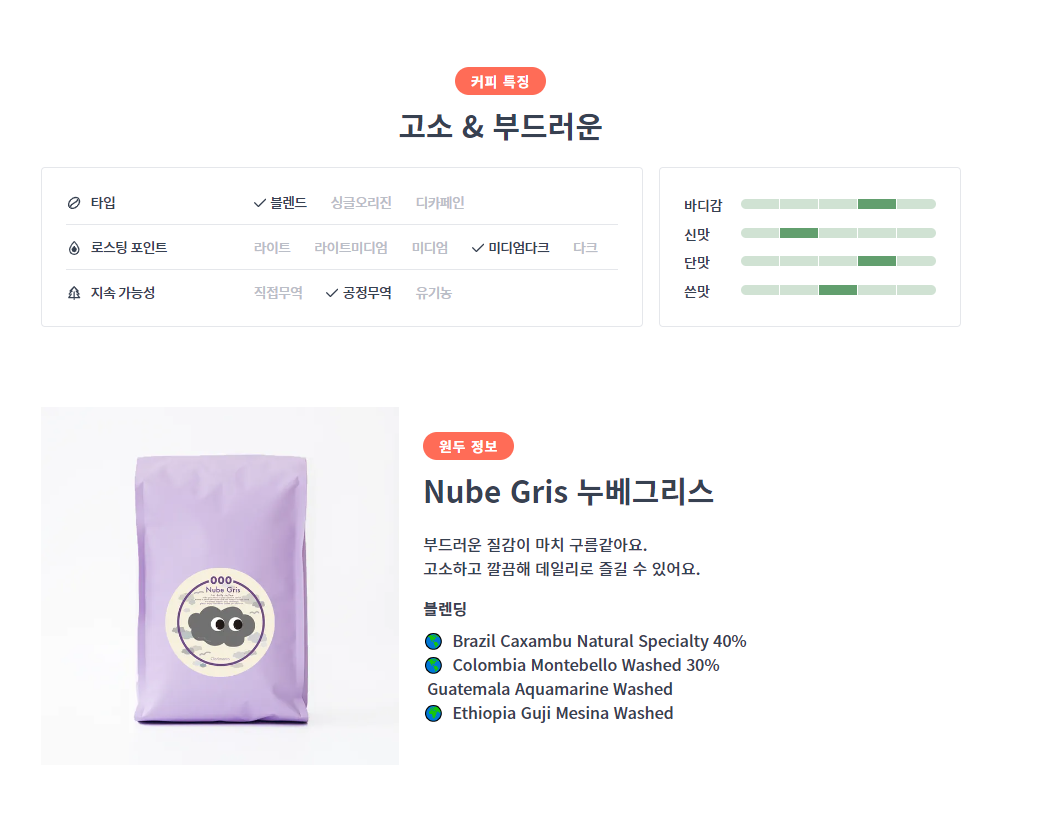 커피 특징
고소 & 부드러운
타입 블렌드 싱글오리진 디카페인
로스팅 포인트 라이트 라이트미디엄 미디엄 미디엄다크 다크
지속 가능성 직접무역 공정무역 유기농
바디감
신맛
단맛
쓴맛
000
Nube Gris
원두 정보
Nube Gris 누베그리스
부드러운 질감이 마치 구름같아요.
고소하고 깔끔해 데일리로 즐길 수 있어요.
블렌딩
Brazil Caxambu Natural Specialty 40%
Colombia Montebello Washed 30%
Guatemala Aquamarine Washed
Ethiopia Guji Mesina Washed